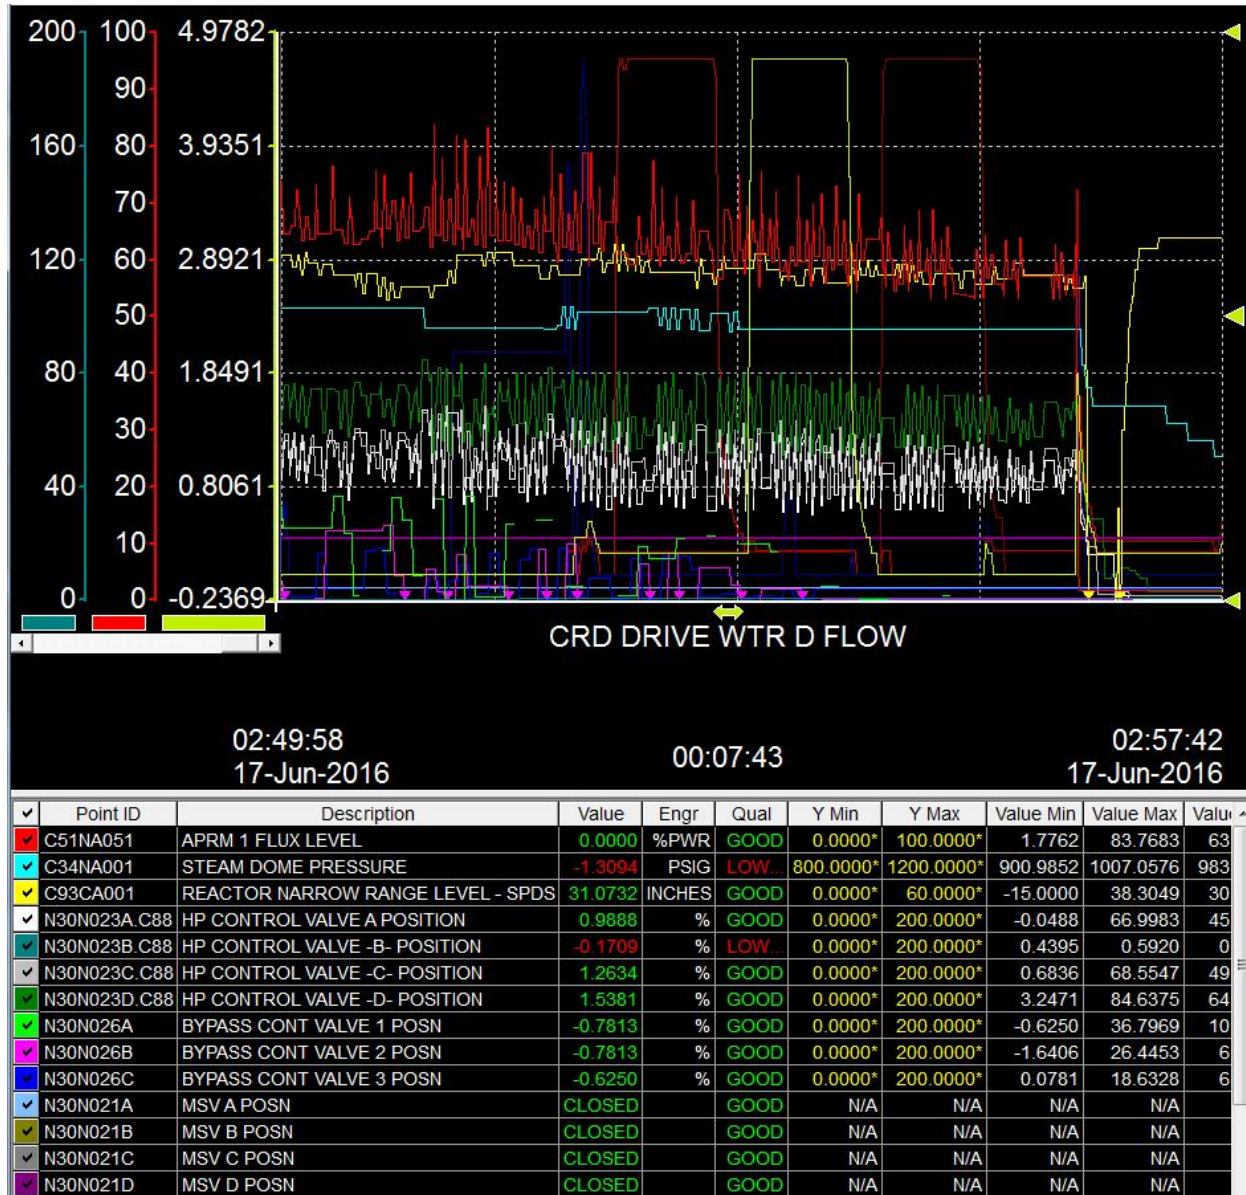 200 100 4.9782
90
160 80 3.9351
70
120 60 2.8921
50
80 40 1.8491
30
40 20 0.8061
10
0 0 -0.2369
CRD DRIVE WTR D FLOW
02:49:58 00:07:43 02:57:42
17-Jun-2016 17-Jun-2016
Point ID Description Value Engr Qual Y Min Y Max Value Min Value Max Value
C51NA051 APRM 1 FLUX LEVEL 0.0000 %PWR GOOD 0.0000* 100.0000* 1.7762 83.7683 63
C34NA001 STEAM DOME PRESSURE -1.3094 PSIG LOW... 800.0000* 1200.0000* 900.9852 1007.0576 983
C93CA001 REACTOR NARROW RANGE LEVEL - SPDS 31.0732 INCHES GOOD 0.0000* 60.0000* -15.0000 38.3049 30
N30N023A.C88 HP CONTROL VALVE A POSITION 0.9888 % GOOD 0.0000* 200.0000* -0.0488 66.9983 45
N30N023B.C88 HP CONTROL VALVE -B- POSITION -0.1709 % LOW... 0.0000* 200.0000* 0.4395 0.5920 0
N30N023C.C88 HP CONTROL VALVE -C- POSITION 1.2634 % GOOD 0.0000* 200.0000* 0.6836 68.5547 49
N30N023D.C88 HP CONTROL VALVE -D- POSITION 1.5381 % GOOD 0.0000* 200.0000* 3.2471 84.6375 64
N30N026A BYPASS CONT VALVE 1 POSN -0.7813 % GOOD 0.0000* 200.0000* -0.6250 36.7969 10
N30N026B BYPASS CONT VALVE 2 POSN -0.7813 % GOOD 0.0000* 200.0000* -1.6406 26.4453 6
N30N026C BYPASS CONT VALVE 3 POSN -0.6250 % GOOD 0.0000* 200.0000* 0.0781 18.6328 6
N30N021A MSV A POSN CLOSED GOOD N/A N/A N/A N/A
N30N021B MSV B POSN CLOSED GOOD N/A N/A N/A N/A
N30N021C MSV C POSN CLOSED GOOD N/A N/A N/A N/A
N30N021D MSV D POSN CLOSED GOOD N/A N/A N/A N/A